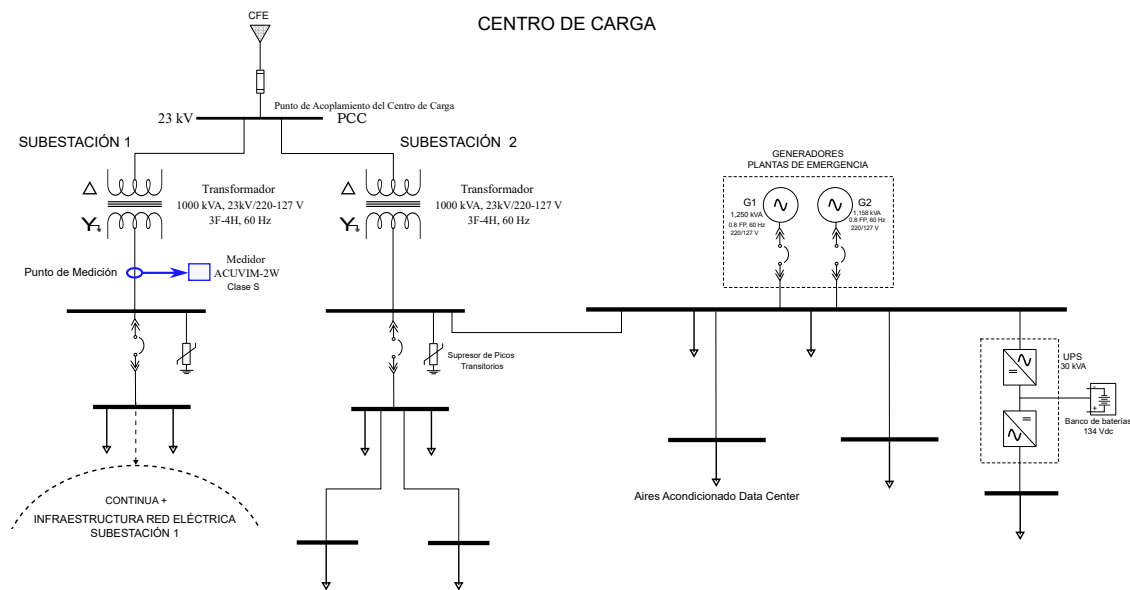 CFE
CENTRO DE CARGA
Punto de Acoplamiento del Centro de Carga
23 kV
PCC
SUBESTACIÓN 1
SUBESTACIÓN 2
Transformador
1000 kVA, 23kV/220-127 V
3F-4H, 60 Hz
Transformador
1000 kVA, 23kV/220-127 V
3F-4H, 60 Hz
GENERADORES
PLANTAS DE EMERGENCIA
G1
1,250 kVA
0.8 FP, 60 Hz
220/127 V
G2
1,158 kVA
0.8 FP, 60 Hz
220/127 V
Punto de Medición
Medidor
ACUVIM-2W
Clase S
Supresor de Picos
Transitorios
UPS
30 kVA
-
+
Banco de baterías
134 Vdc
Aires Acondicionado Data Center
CONTINUA +
INFRAESTRUCTURA RED ELÉCTRICA
SUBESTACIÓN 1